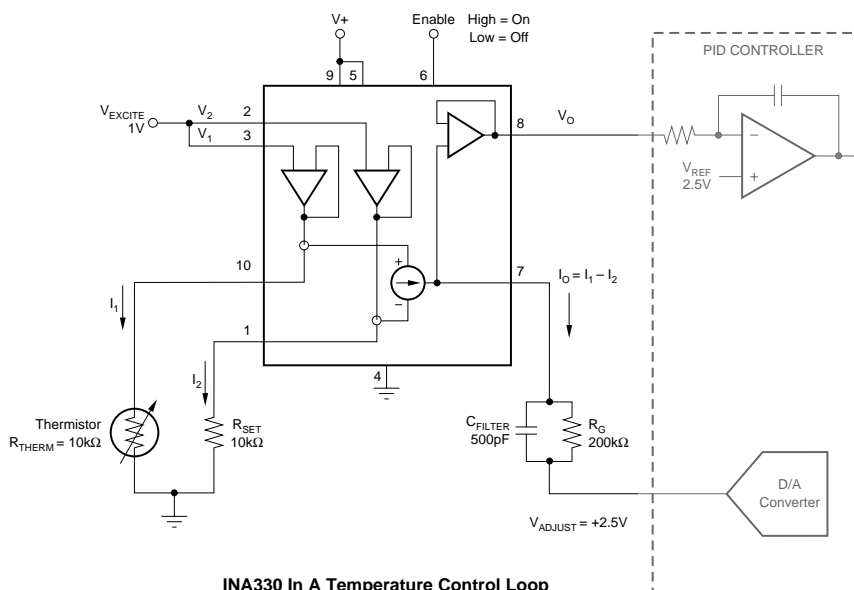 V+
Enable
High = On
Low = Off
9
5
6
PID CONTROLLER
V_EXCITE
1V
V_2
2
V_1
3
8
V_O
V_REF
2.5V
−
+
10
+
−
7
I_O = I_1 − I_2
I_1
1
I_2
4
Thermistor
R_THERM = 10kΩ
R_SET
10kΩ
C_FILTER
500pF
R_G
200kΩ
D/A
Converter
V_ADJUST = +2.5V
INA330 In A Temperature Control Loop